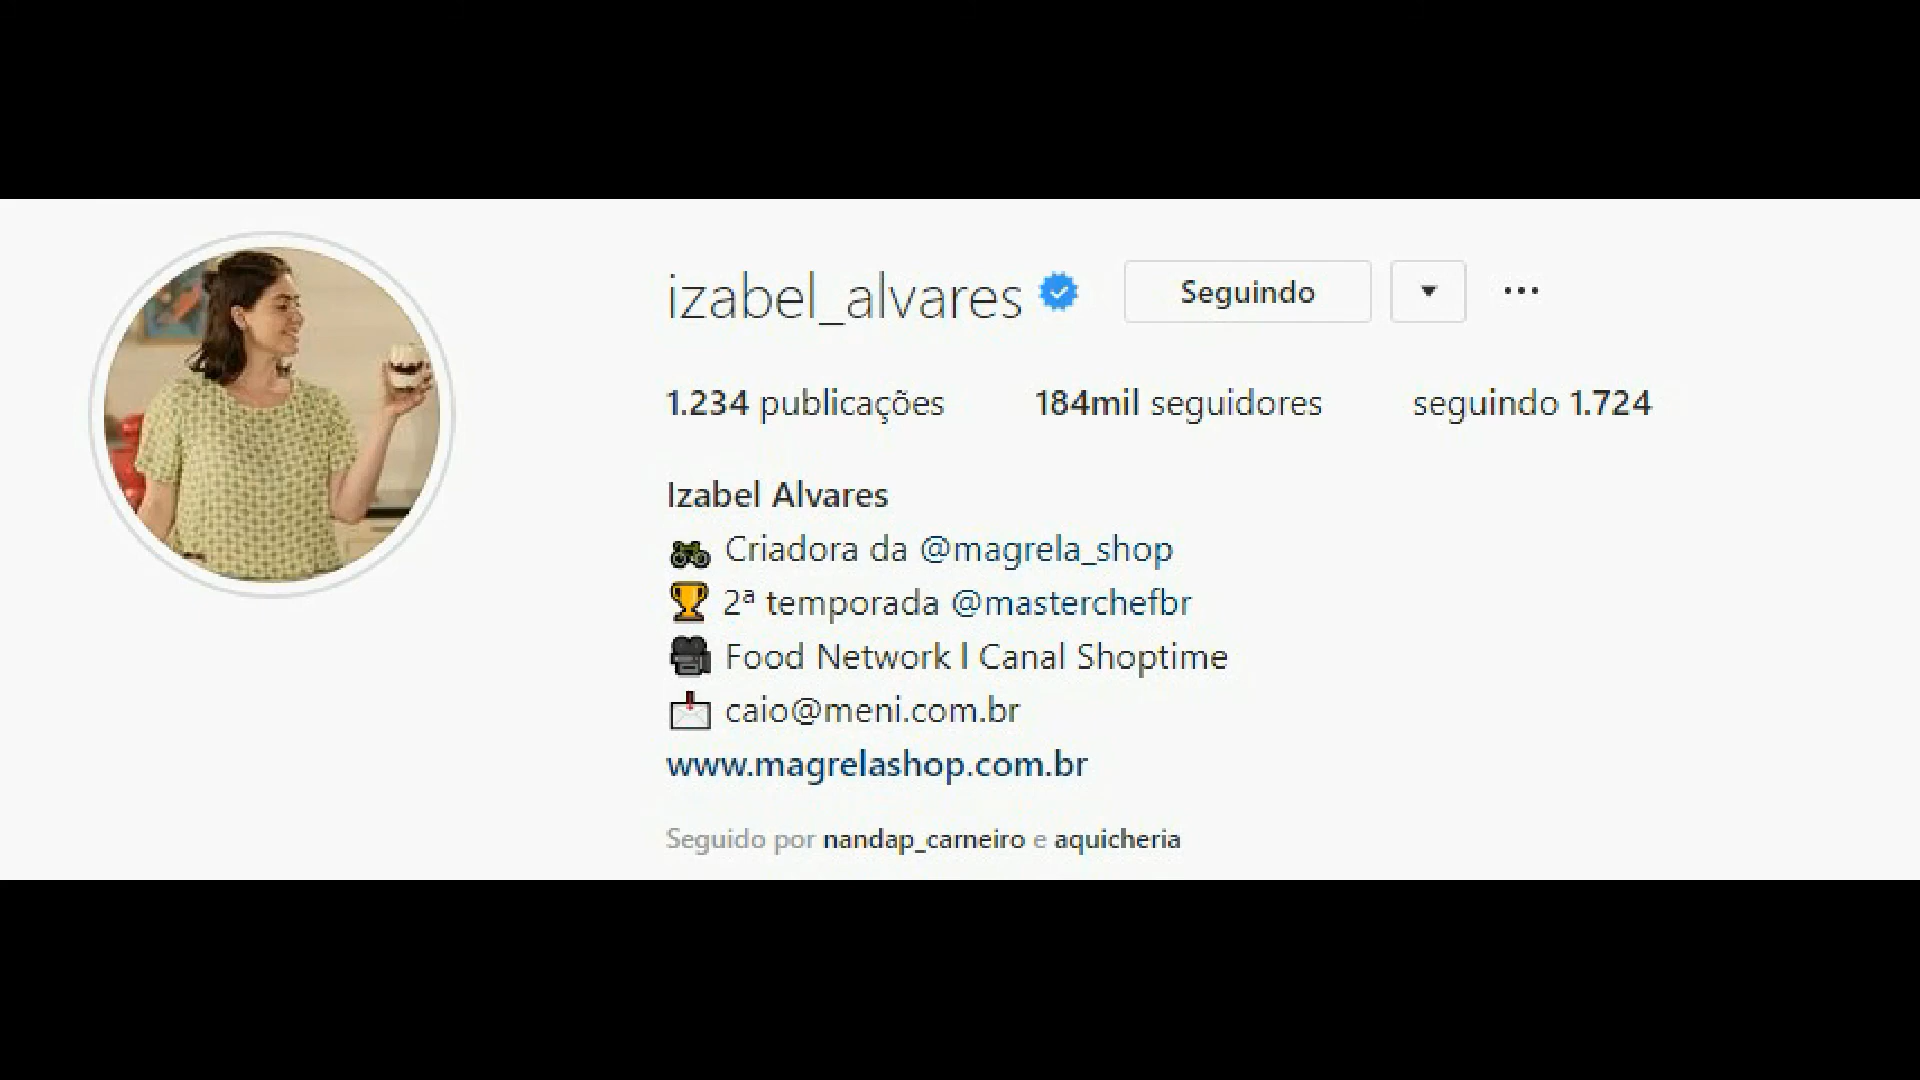 izabel_alvares Seguindo
1.234 publicações 184mil seguidores seguindo 1.724
Izabel Alvares
Criadora da @magrela_shop
2ª temporada @masterchefbr
Food Network l Canal Shoptime
caio@meni.com.br
www.magrelashop.com.br
Seguido por nandap_carneiro e aquicheria